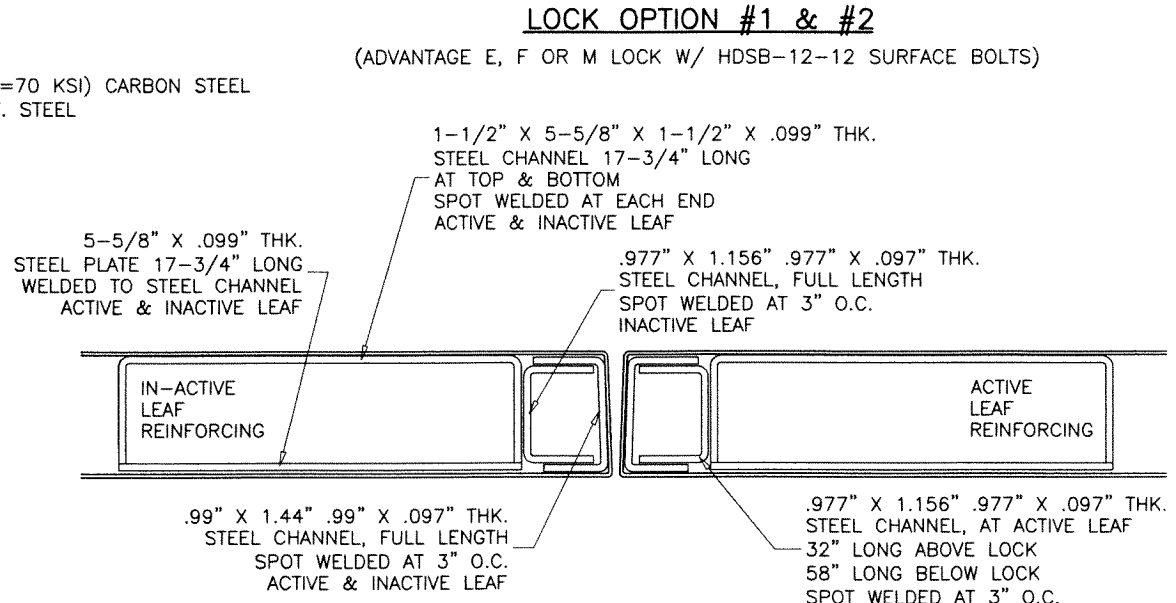 LOCK OPTION #1 & #2
(ADVANTAGE E, F OR M LOCK W/ HDSB-12-12 SURFACE BOLTS)
=70 KSI) CARBON STEEL
. STEEL
1-1/2" X 5-5/8" X 1-1/2" X .099" THK.
STEEL CHANNEL 17-3/4" LONG
AT TOP & BOTTOM
SPOT WELDED AT EACH END
ACTIVE & INACTIVE LEAF
5-5/8" X .099" THK.
STEEL PLATE 17-3/4" LONG
WELDED TO STEEL CHANNEL
ACTIVE & INACTIVE LEAF
.977" X 1.156" .977" X .097" THK.
STEEL CHANNEL, FULL LENGTH
SPOT WELDED AT 3" O.C.
INACTIVE LEAF
IN-ACTIVE
LEAF
REINFORCING
ACTIVE
LEAF
REINFORCING
.99" X 1.44" .99" X .097" THK.
STEEL CHANNEL, FULL LENGTH
SPOT WELDED AT 3" O.C.
ACTIVE & INACTIVE LEAF
.977" X 1.156" .977" X .097" THK.
STEEL CHANNEL, AT ACTIVE LEAF
32" LONG ABOVE LOCK
58" LONG BELOW LOCK
SPOT WELDED AT 3" O.C.